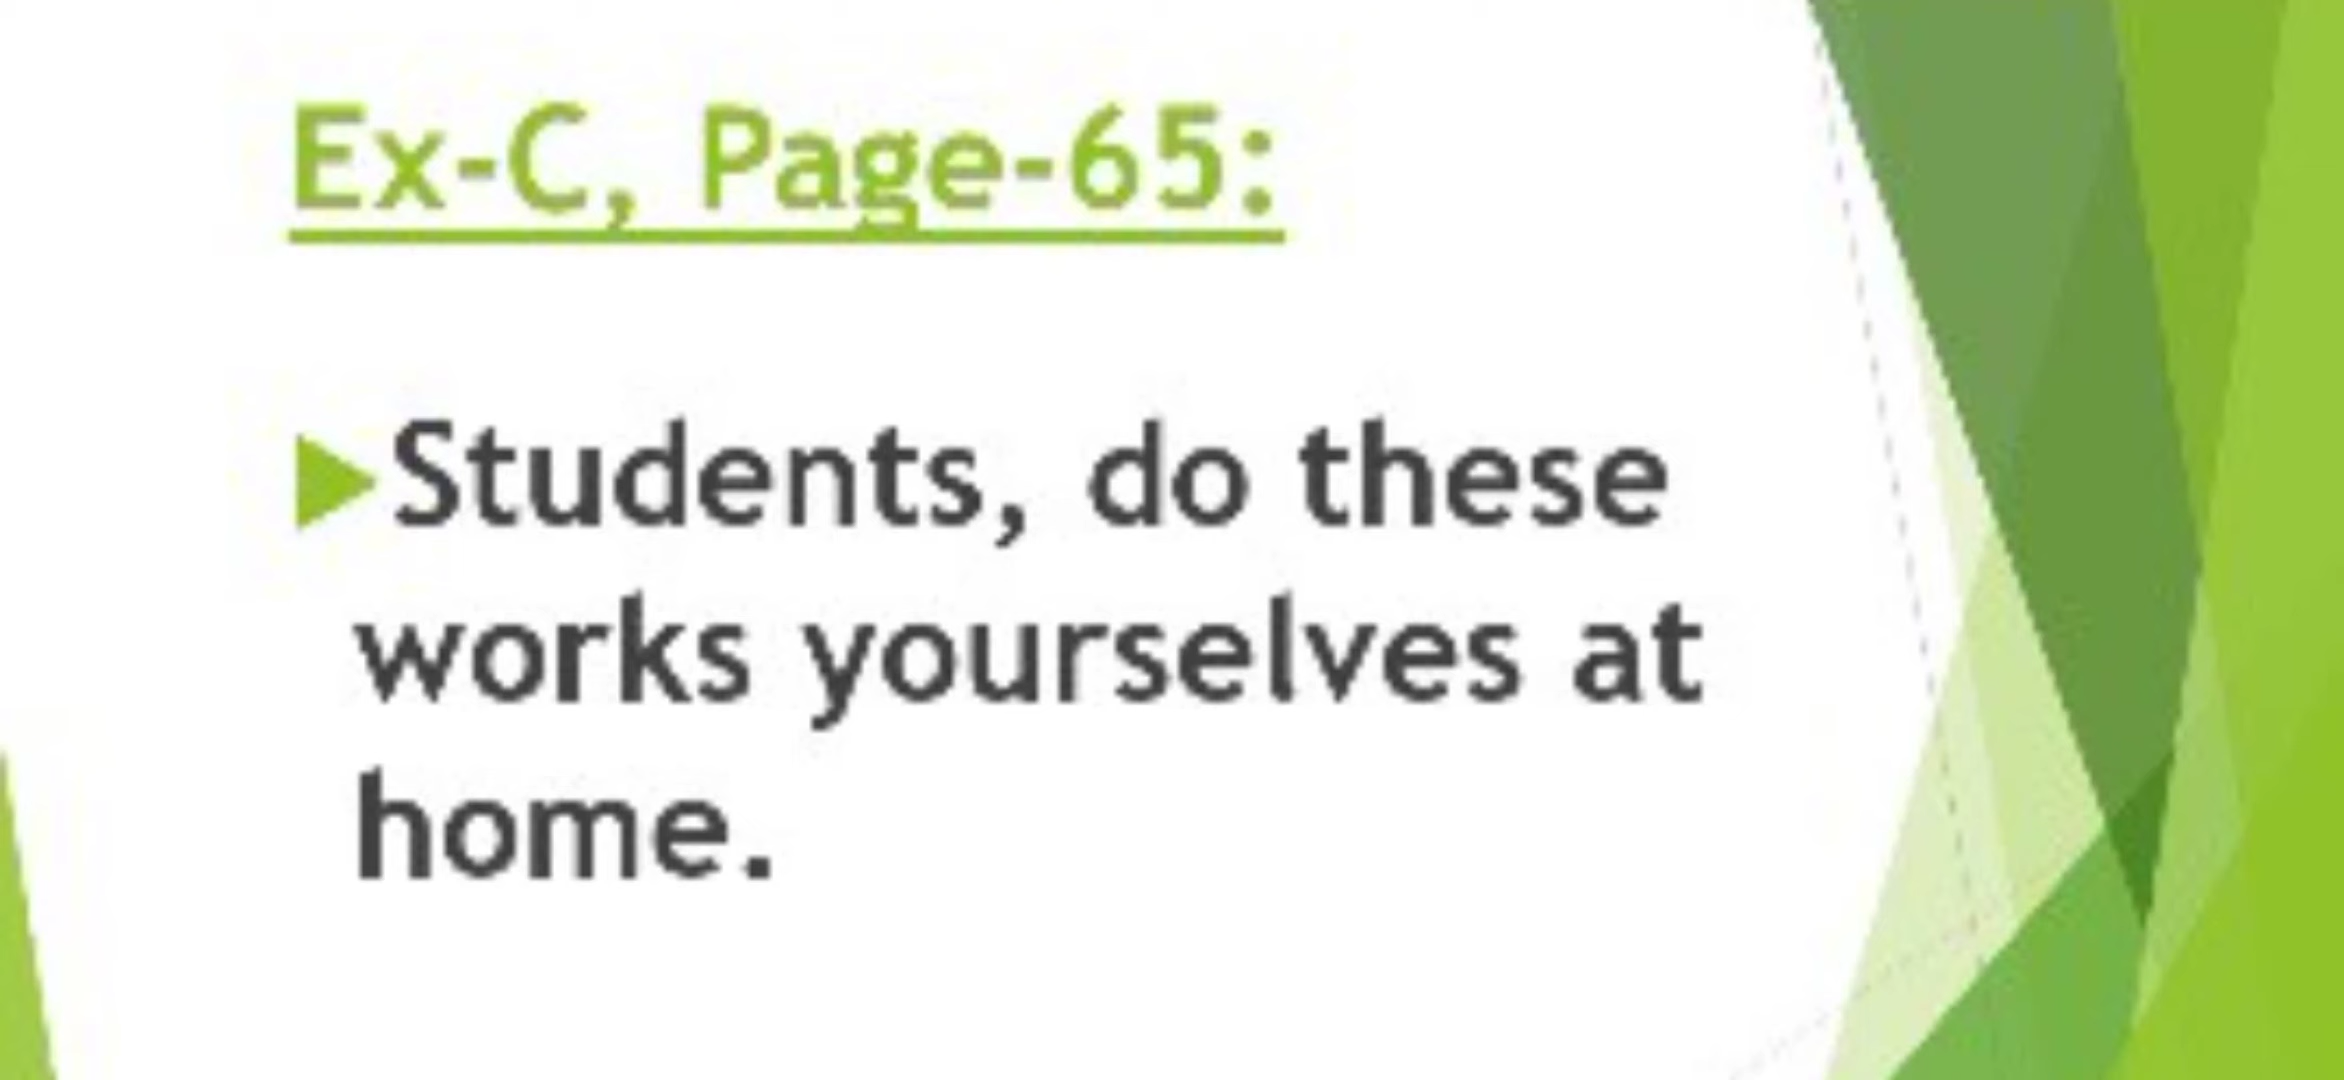 Ex-C, Page-65:
Students, do these
works yourselves at
home.